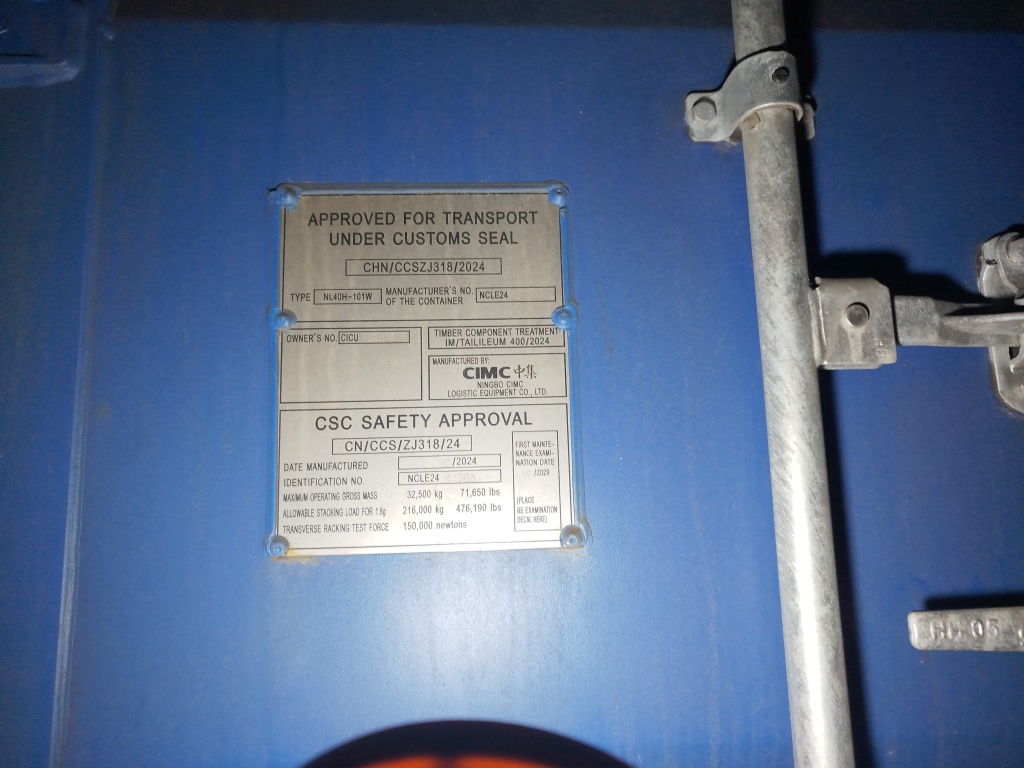 APPROVED FOR TRANSPORT
UNDER CUSTOMS SEAL
CHN/CCSZJ318/2024
TYPE NL40H-101W MANUFACTURER'S NO. OF THE CONTAINER NCLE24
OWNER'S NO. CICU
TIMBER COMPONENT TREATMENT
IM/TAILILEUM 400/2024
MANUFACTURED BY:
CIMC 中集
NINGBO CIMC
LOGISTIC EQUIPMENT CO., LTD.
CSC SAFETY APPROVAL
CN/CCS/ZJ318/24
DATE MANUFACTURED /2024
IDENTIFICATION NO. NCLE24
MAXIMUM OPERATING GROSS MASS 32,500 kg 71,650 lbs
ALLOWABLE STACKING LOAD FOR 1.8g 216,000 kg 476,190 lbs
TRANSVERSE RACKING TEST FORCE 150,000 newtons
FIRST MAINTE-
NANCE EXAMI-
NATION DATE
/2029
(PLACE
RE EXAMINATION
DECAL HERE)